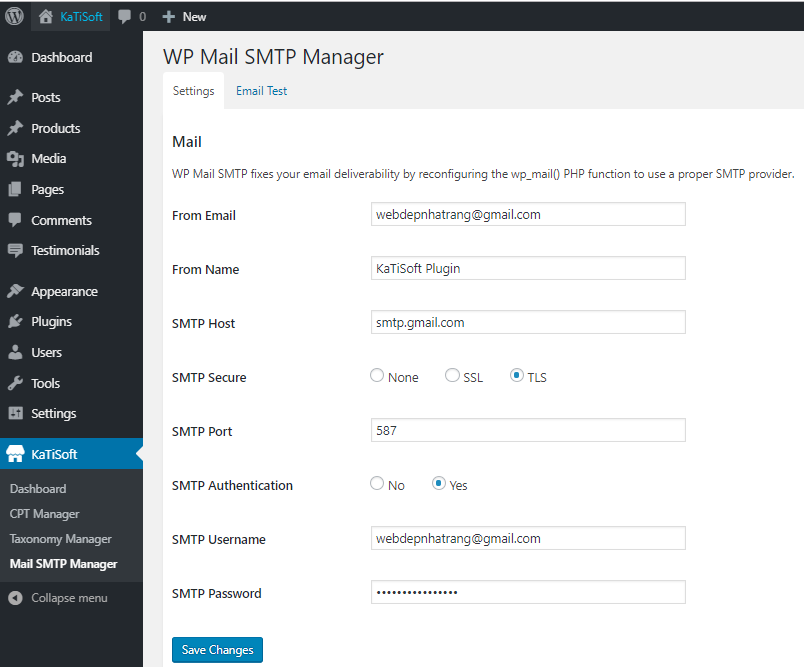 KaTiSoft 0 New
Dashboard
Posts
Products
Media
Pages
Comments
Testimonials
Appearance
Plugins
Users
Tools
Settings
KaTiSoft
Dashboard
CPT Manager
Taxonomy Manager
Mail SMTP Manager
Collapse menu
WP Mail SMTP Manager
Settings Email Test
Mail
WP Mail SMTP fixes your email deliverability by reconfiguring the wp_mail() PHP function to use a proper SMTP provider.
From Email webdepnhatrang@gmail.com
From Name KaTiSoft Plugin
SMTP Host smtp.gmail.com
SMTP Secure None SSL TLS
SMTP Port 587
SMTP Authentication No Yes
SMTP Username webdepnhatrang@gmail.com
SMTP Password ••••••••••••••••
Save Changes